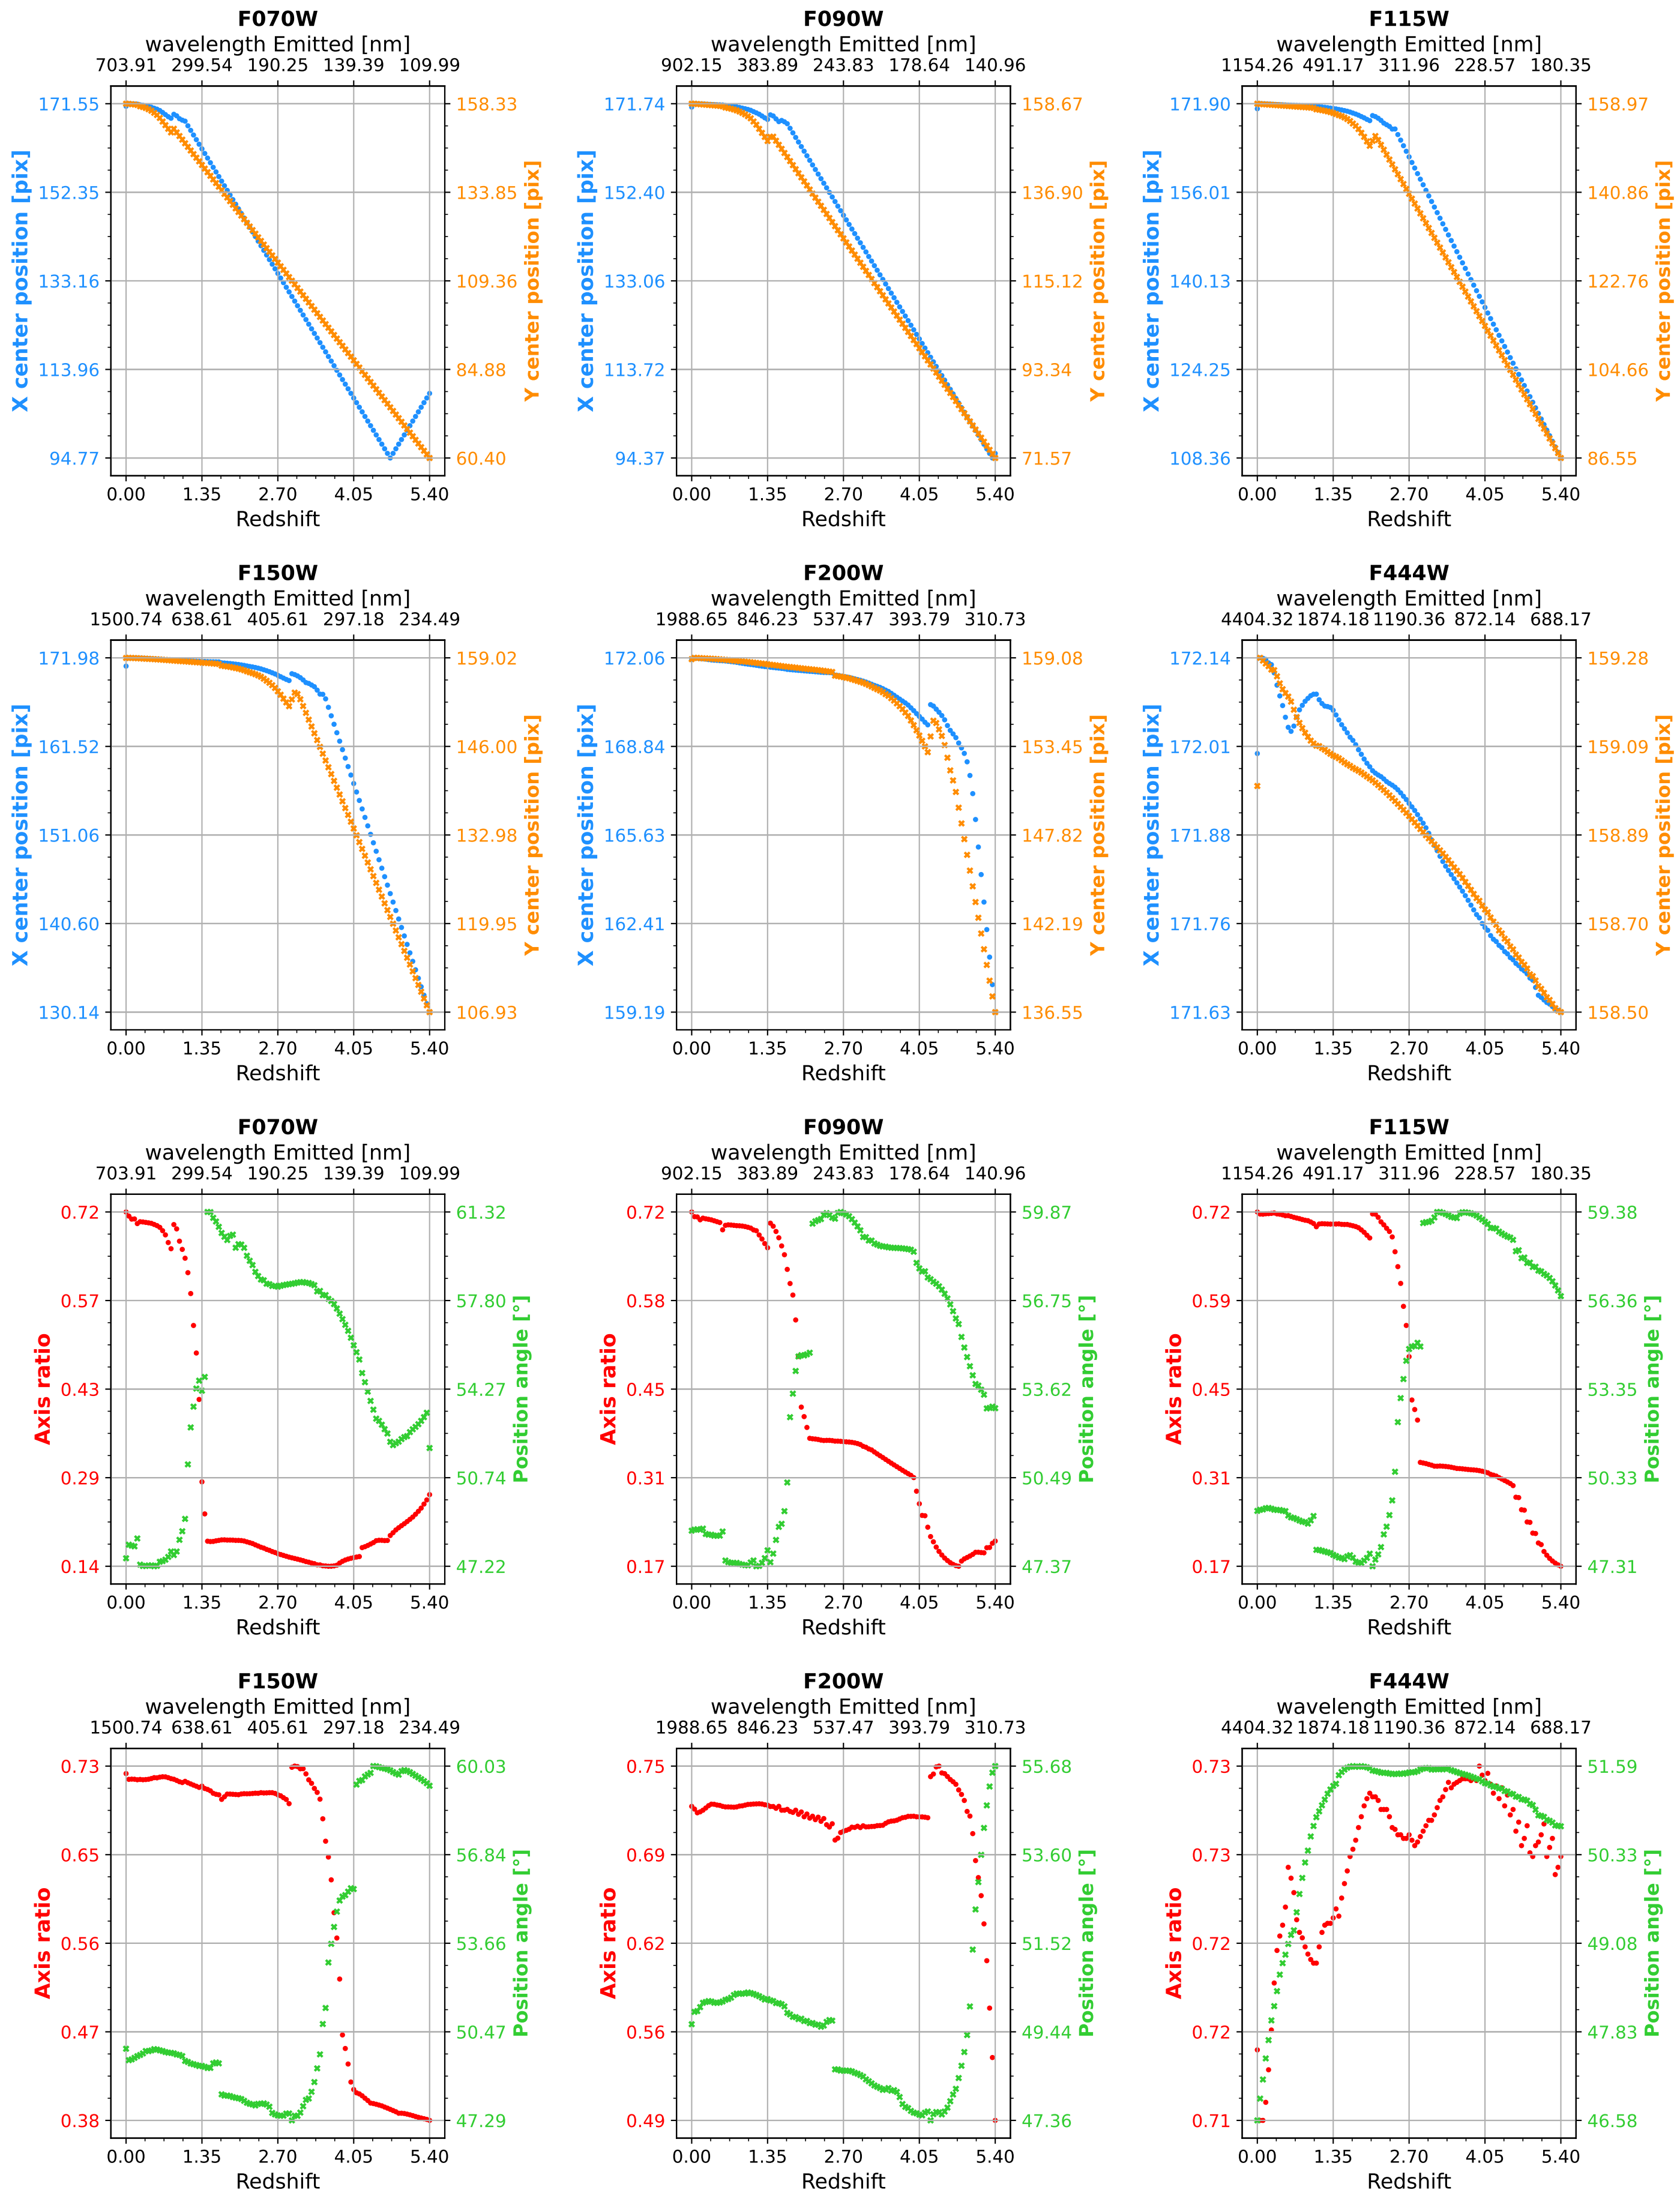 F070W F090W F115W
wavelength Emitted [nm] wavelength Emitted [nm] wavelength Emitted [nm]
703.91 299.54 190.25 139.39 109.99 902.15 383.89 243.83 178.64 140.96 1154.26 491.17 311.96 228.57 180.35
171.55 158.33 171.74 158.67 171.90 158.97
152.35 133.85 152.40 136.90 156.01 140.86
133.16 109.36 133.06 115.12 140.13 122.76
113.96 84.88 113.72 93.34 124.25 104.66
94.77 60.40 94.37 71.57 108.36 86.55
X center position [pix] Y center position [pix] X center position [pix] Y center position [pix] X center position [pix] Y center position [pix]
0.00 1.35 2.70 4.05 5.40 0.00 1.35 2.70 4.05 5.40 0.00 1.35 2.70 4.05 5.40
Redshift Redshift Redshift
F150W F200W F444W
wavelength Emitted [nm] wavelength Emitted [nm] wavelength Emitted [nm]
1500.74 638.61 405.61 297.18 234.49 1988.65 846.23 537.47 393.79 310.73 4404.32 1874.18 1190.36 872.14 688.17
171.98 159.02 172.06 159.08 172.14 159.28
161.52 146.00 168.84 153.45 172.01 159.09
151.06 132.98 165.63 147.82 171.88 158.89
140.60 119.95 162.41 142.19 171.76 158.70
130.14 106.93 159.19 136.55 171.63 158.50
X center position [pix] Y center position [pix] X center position [pix] Y center position [pix] X center position [pix] Y center position [pix]
0.00 1.35 2.70 4.05 5.40 0.00 1.35 2.70 4.05 5.40 0.00 1.35 2.70 4.05 5.40
Redshift Redshift Redshift
F070W F090W F115W
wavelength Emitted [nm] wavelength Emitted [nm] wavelength Emitted [nm]
703.91 299.54 190.25 139.39 109.99 902.15 383.89 243.83 178.64 140.96 1154.26 491.17 311.96 228.57 180.35
0.72 61.32 0.72 59.87 0.72 59.38
0.57 57.80 0.58 56.75 0.59 56.36
0.43 54.27 0.45 53.62 0.45 53.35
0.29 50.74 0.31 50.49 0.31 50.33
0.14 47.22 0.17 47.37 0.17 47.31
Axis ratio Position angle [°] Axis ratio Position angle [°] Axis ratio Position angle [°]
0.00 1.35 2.70 4.05 5.40 0.00 1.35 2.70 4.05 5.40 0.00 1.35 2.70 4.05 5.40
Redshift Redshift Redshift
F150W F200W F444W
wavelength Emitted [nm] wavelength Emitted [nm] wavelength Emitted [nm]
1500.74 638.61 405.61 297.18 234.49 1988.65 846.23 537.47 393.79 310.73 4404.32 1874.18 1190.36 872.14 688.17
0.73 60.03 0.75 55.68 0.73 51.59
0.65 56.84 0.69 53.60 0.73 50.33
0.56 53.66 0.62 51.52 0.72 49.08
0.47 50.47 0.56 49.44 0.72 47.83
0.38 47.29 0.49 47.36 0.71 46.58
Axis ratio Position angle [°] Axis ratio Position angle [°] Axis ratio Position angle [°]
0.00 1.35 2.70 4.05 5.40 0.00 1.35 2.70 4.05 5.40 0.00 1.35 2.70 4.05 5.40
Redshift Redshift Redshift